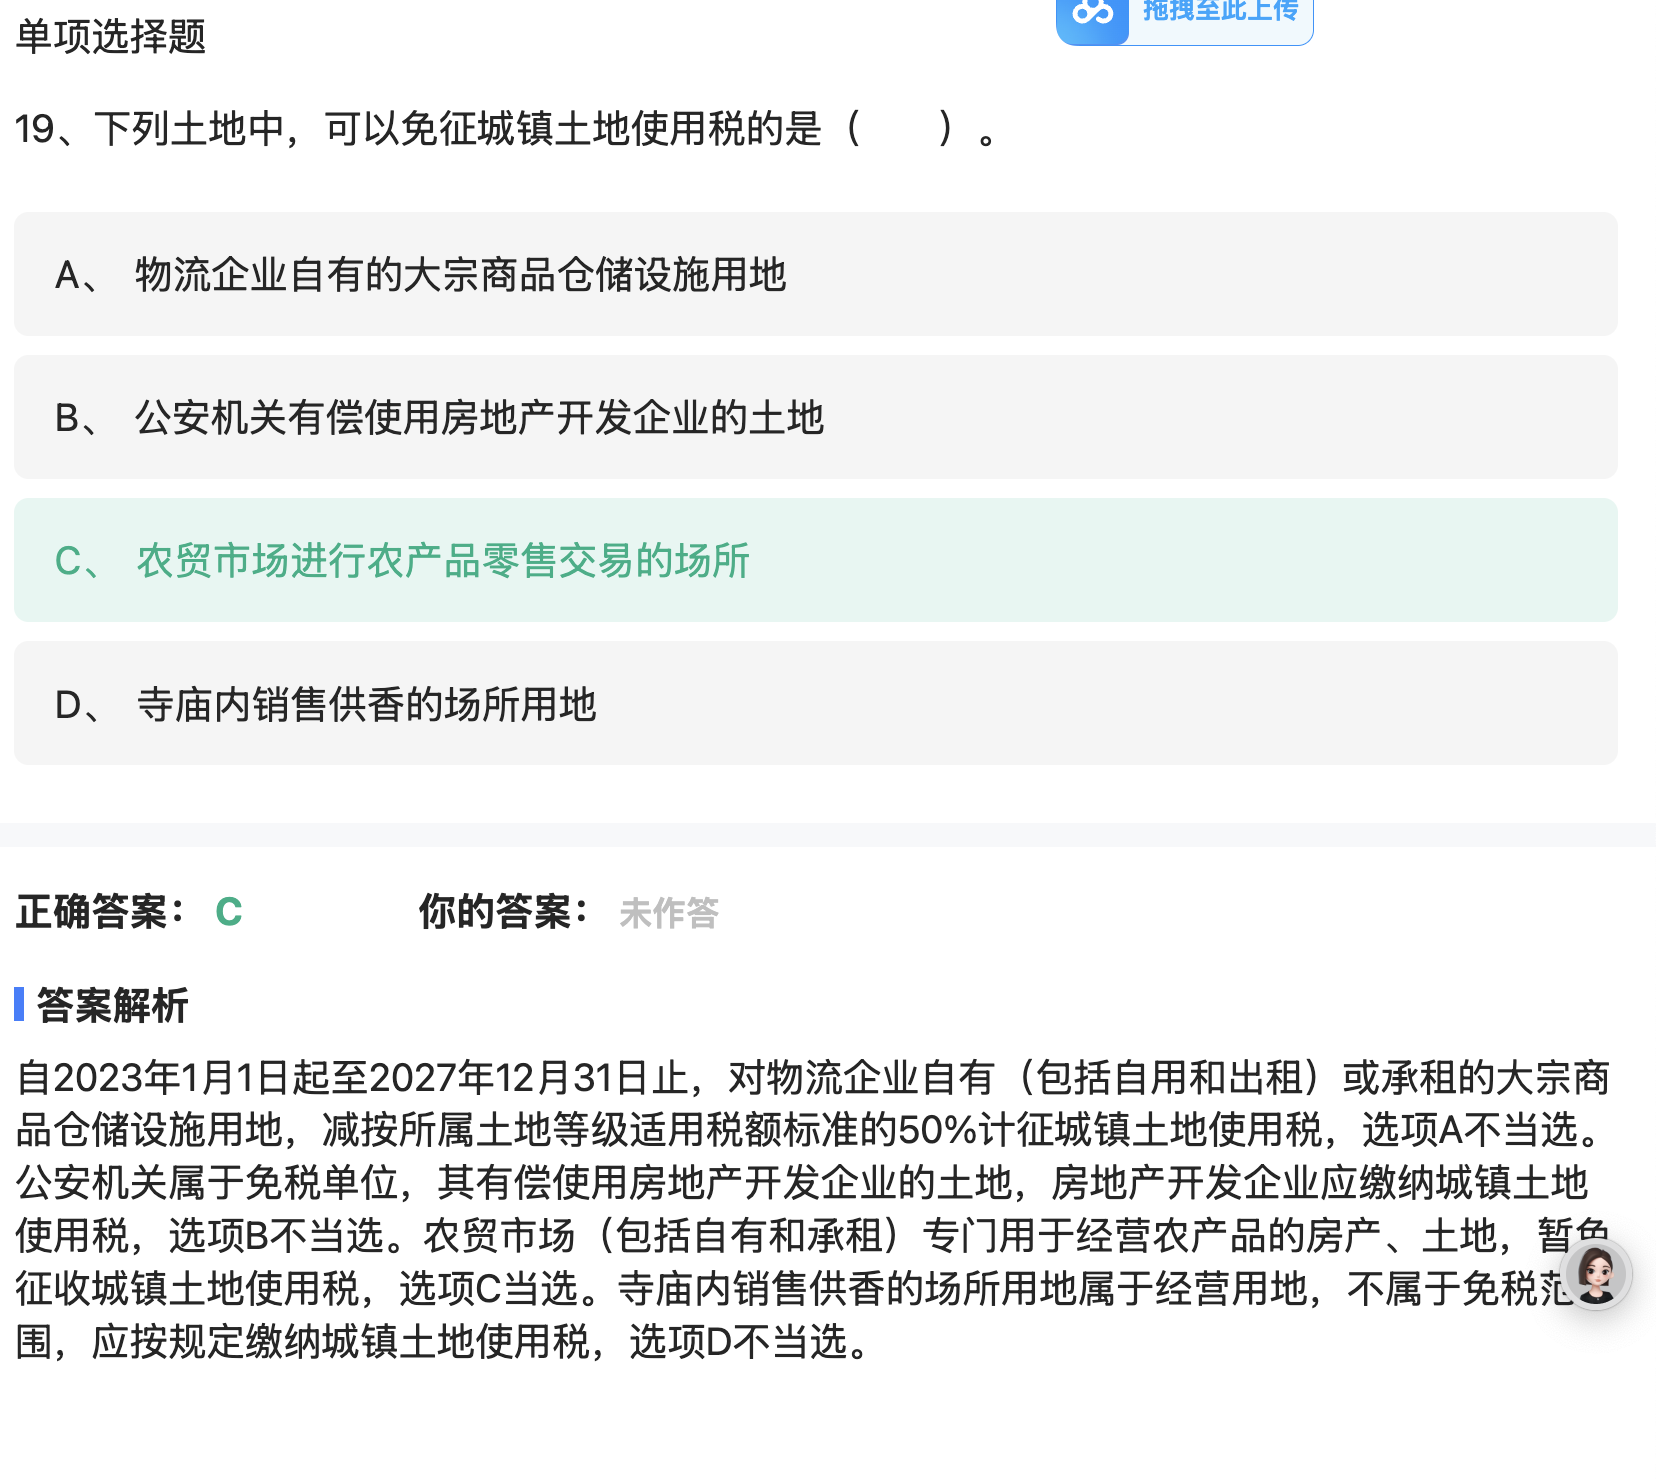 单项选择题
拖拽至此上传
19、下列土地中，可以免征城镇土地使用税的是（　　）。
A、 物流企业自有的大宗商品仓储设施用地
B、 公安机关有偿使用房地产开发企业的土地
C、 农贸市场进行农产品零售交易的场所
D、 寺庙内销售供香的场所用地
正确答案： C 你的答案： 未作答
答案解析
自2023年1月1日起至2027年12月31日止，对物流企业自有（包括自用和出租）或承租的大宗商
品仓储设施用地，减按所属土地等级适用税额标准的50%计征城镇土地使用税，选项A不当选。
公安机关属于免税单位，其有偿使用房地产开发企业的土地，房地产开发企业应缴纳城镇土地
使用税，选项B不当选。农贸市场（包括自有和承租）专门用于经营农产品的房产、土地，暂免
征收城镇土地使用税，选项C当选。寺庙内销售供香的场所用地属于经营用地，不属于免税范
围，应按规定缴纳城镇土地使用税，选项D不当选。